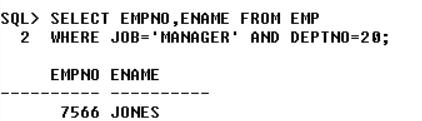 SQL> SELECT EMPNO,ENAME FROM EMP
  2  WHERE JOB='MANAGER' AND DEPTNO=20;
     EMPNO ENAME
---------- ----------
      7566 JONES